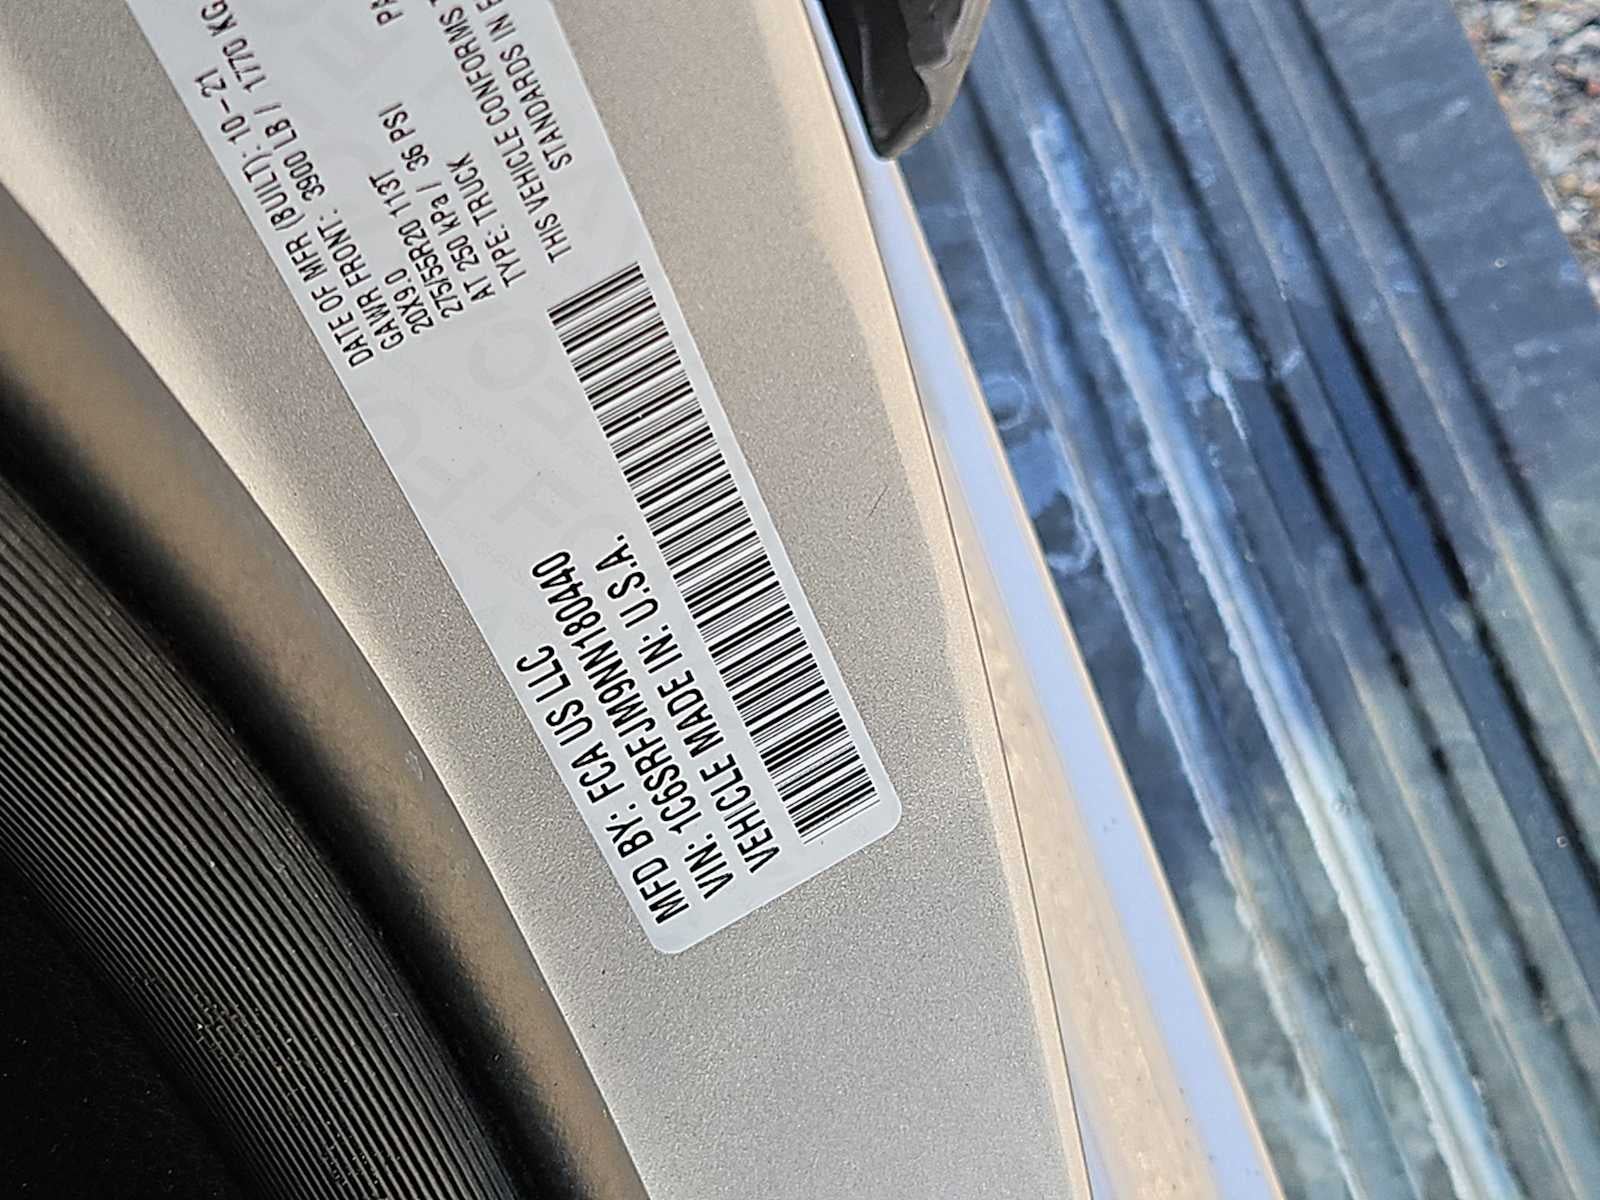 MFD BY: FCA US LLC
VIN: 1C6SRFJM9NN180440
VEHICLE MADE IN: U.S.A.
DATE OF MFR (BUILT): 10-21
GAWR FRONT: 3900 LB / 1770 KG
20X9.0
275/55R20 113T
AT 250 kPa / 36 PSI
TYPE: TRUCK
THIS VEHICLE CONFORMS
STANDARDS IN